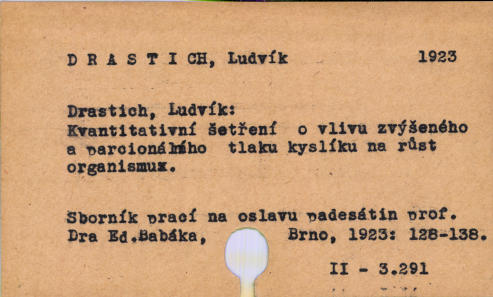 D R A S T I CH, Ludvík 1923
Drastich, Ludvík:
Kvantitativní šetření o vlivu zvýšeného
a parcionálního tlaku kyslíku na růst
organismux.
Sborník prací na oslavu padesátin prof.
Dra Ed.Babáka, Brno, 1923: 128-138.
II - 3.291